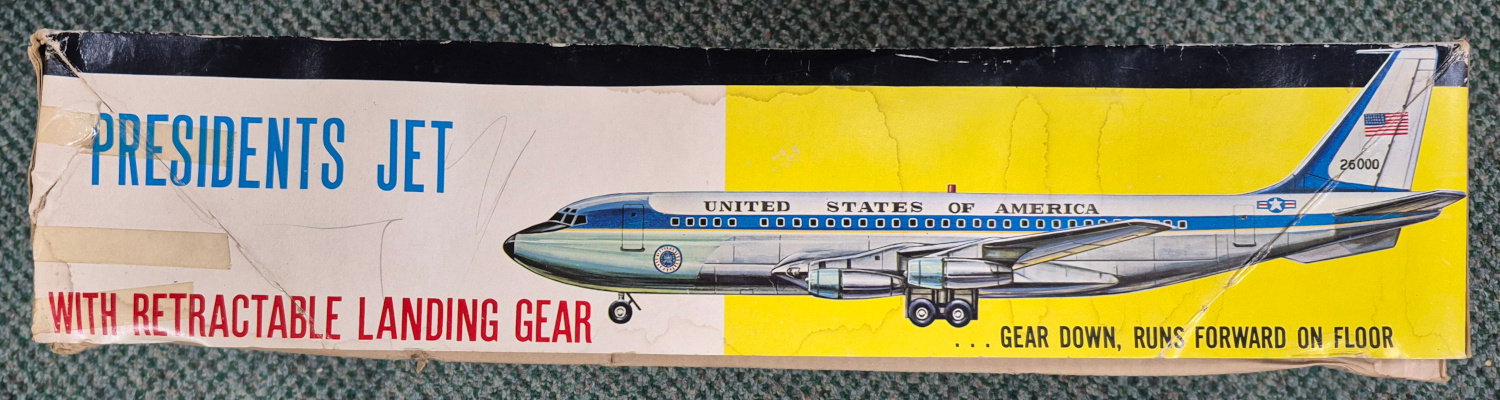 PRESIDENTS JET
26000
UNITED STATES OF AMERICA
WITH RETRACTABLE LANDING GEAR
... GEAR DOWN, RUNS FORWARD ON FLOOR